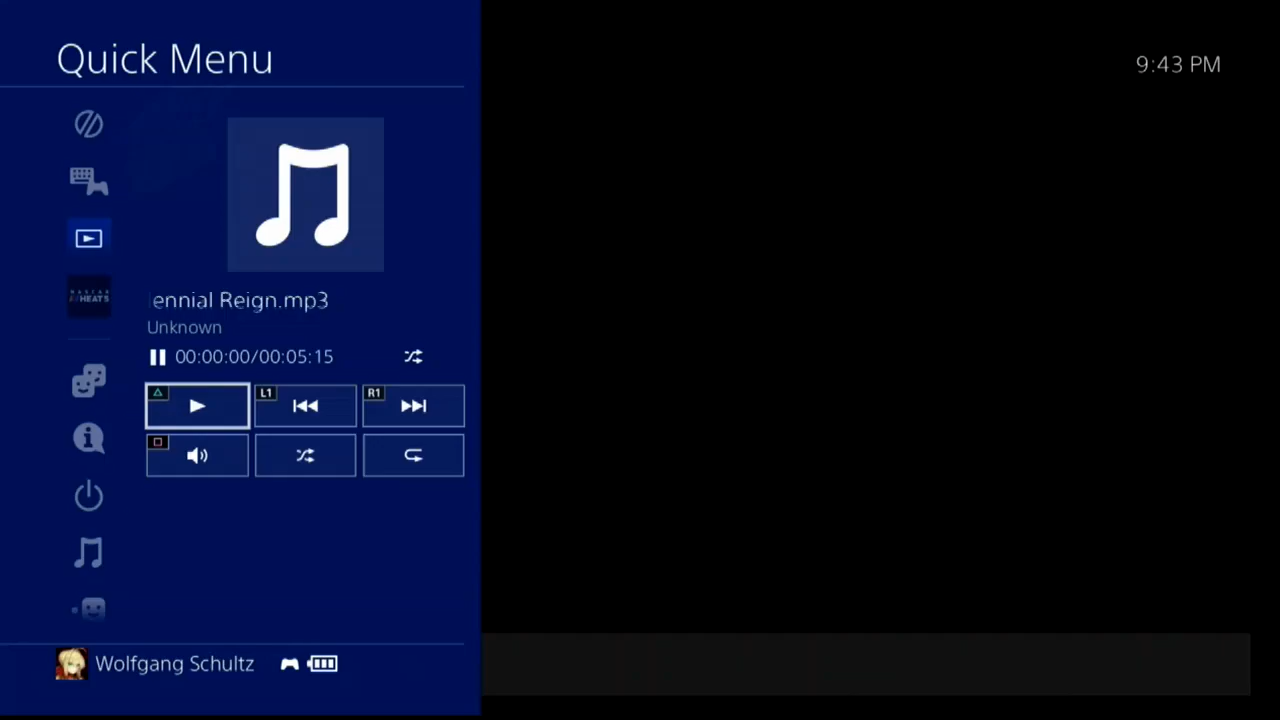 Quick Menu
9:43 PM
HEAT5
ennial Reign.mp3
Unknown
00:00:00/00:05:15
L1
R1
Wolfgang Schultz